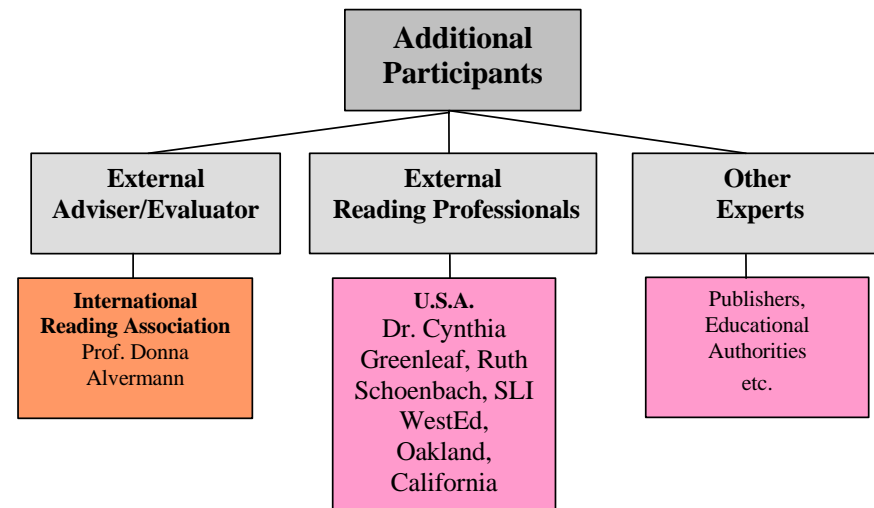 Additional
Participants
External
Adviser/Evaluator
External
Reading Professionals
Other
Experts
International
Reading Association
Prof. Donna
Alvermann
U.S.A.
Dr. Cynthia
Greenleaf, Ruth
Schoenbach, SLI
WestEd,
Oakland,
California
Publishers,
Educational
Authorities
etc.